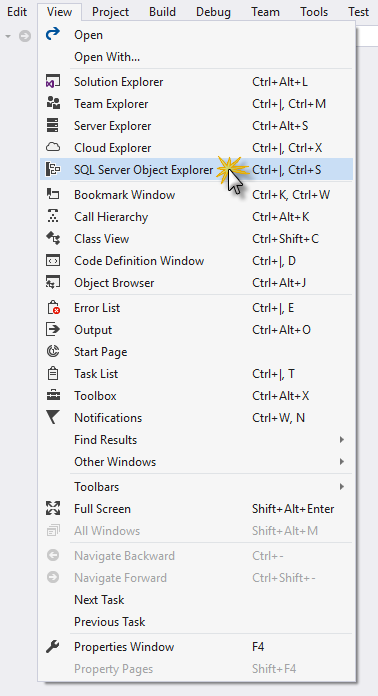 Edit View Project Build Debug Team Tools Test
Open
Open With...
Solution Explorer Ctrl+Alt+L
Team Explorer Ctrl+|, Ctrl+M
Server Explorer Ctrl+Alt+S
Cloud Explorer Ctrl+|, Ctrl+X
SQL Server Object Explorer Ctrl+|, Ctrl+S
Bookmark Window Ctrl+K, Ctrl+W
Call Hierarchy Ctrl+Alt+K
Class View Ctrl+Shift+C
Code Definition Window Ctrl+|, D
Object Browser Ctrl+Alt+J
Error List Ctrl+|, E
Output Ctrl+Alt+O
Start Page
Task List Ctrl+|, T
Toolbox Ctrl+Alt+X
Notifications Ctrl+W, N
Find Results
Other Windows
Toolbars
Full Screen Shift+Alt+Enter
All Windows Shift+Alt+M
Navigate Backward Ctrl+-
Navigate Forward Ctrl+Shift+-
Next Task
Previous Task
Properties Window F4
Property Pages Shift+F4